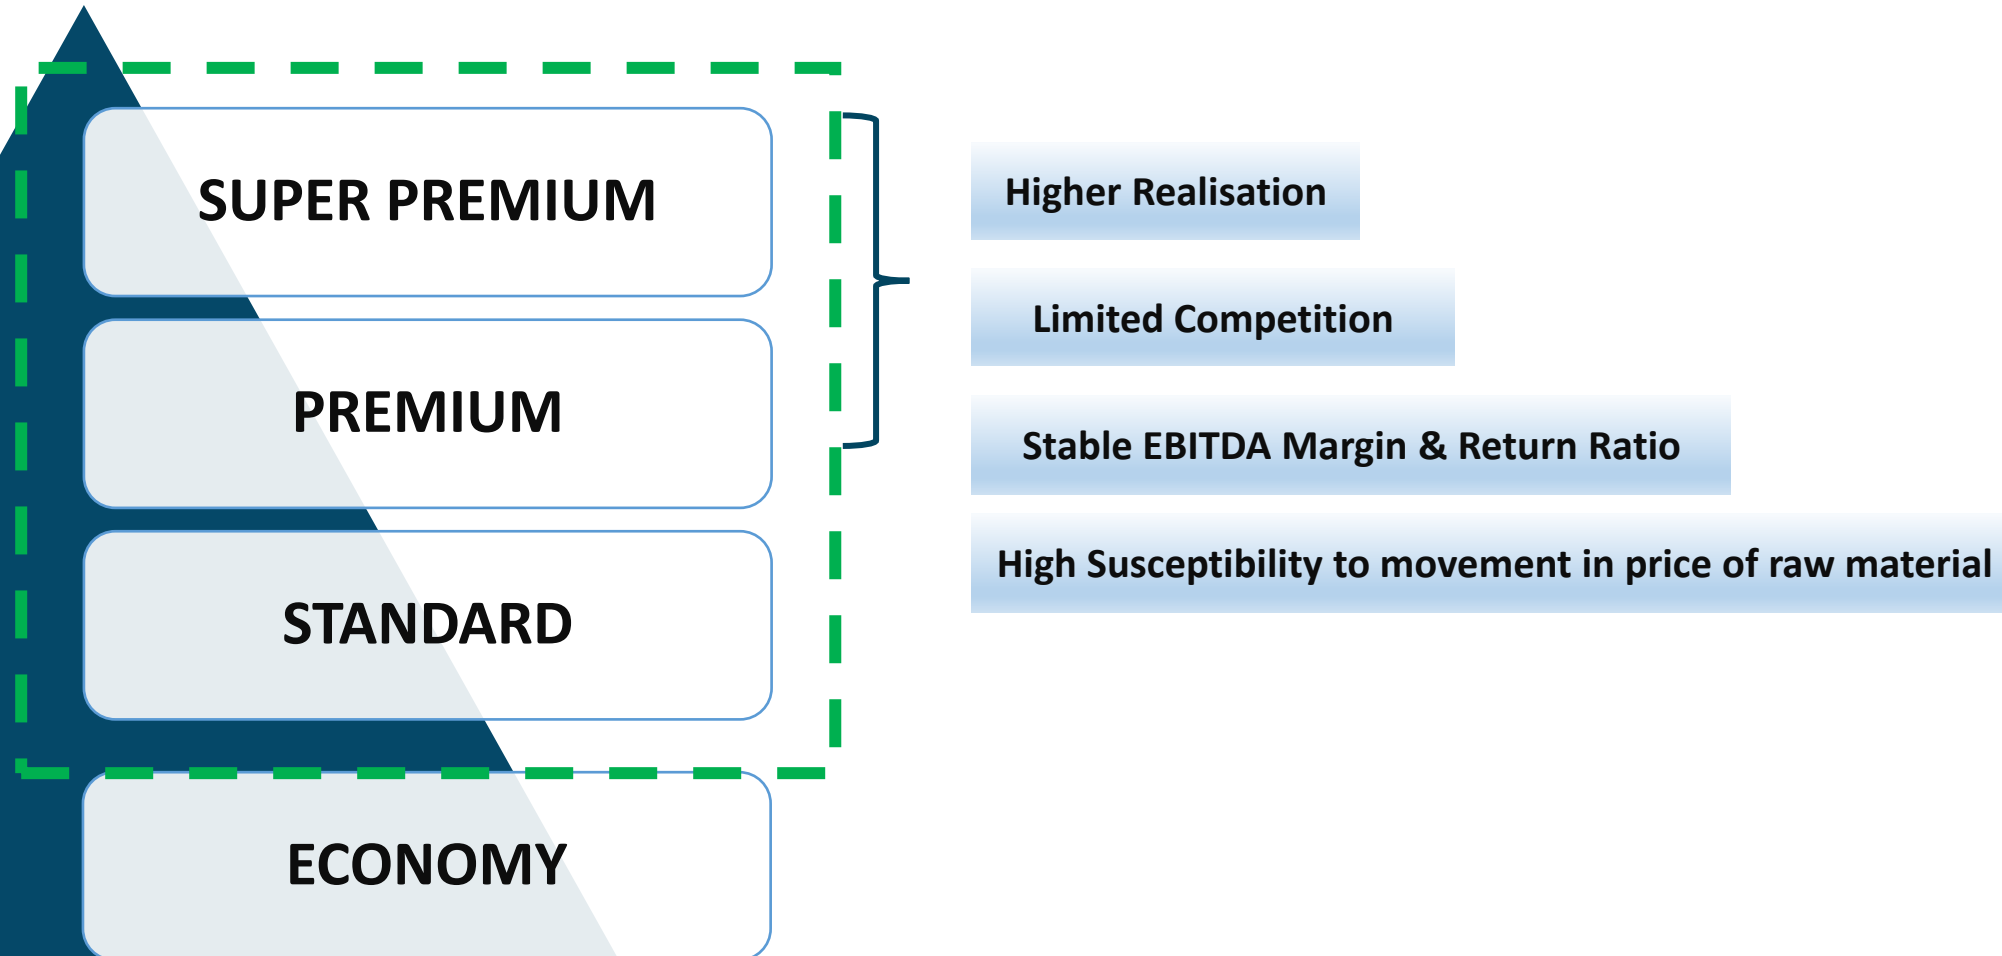 SUPER PREMIUM
PREMIUM
STANDARD
ECONOMY
Higher Realisation
Limited Competition
Stable EBITDA Margin & Return Ratio
High Susceptibility to movement in price of raw material